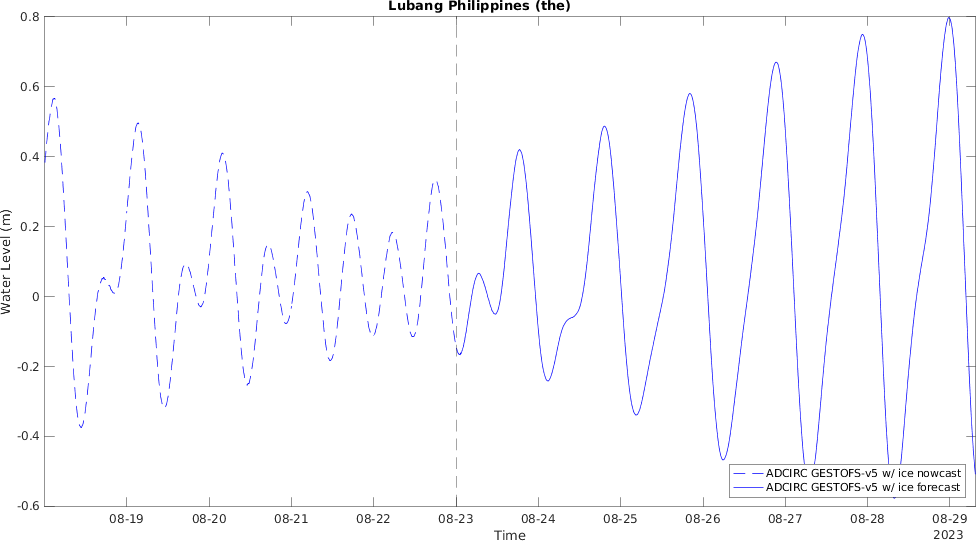 Lubang Philippines (the)
0.8
0.6
0.4
0.2
0
-0.2
-0.4
-0.6
Water Level (m)
ADCIRC GESTOFS-v5 w/ ice nowcast
ADCIRC GESTOFS-v5 w/ ice forecast
08-19 08-20 08-21 08-22 08-23 08-24 08-25 08-26 08-27 08-28 08-29
Time
2023